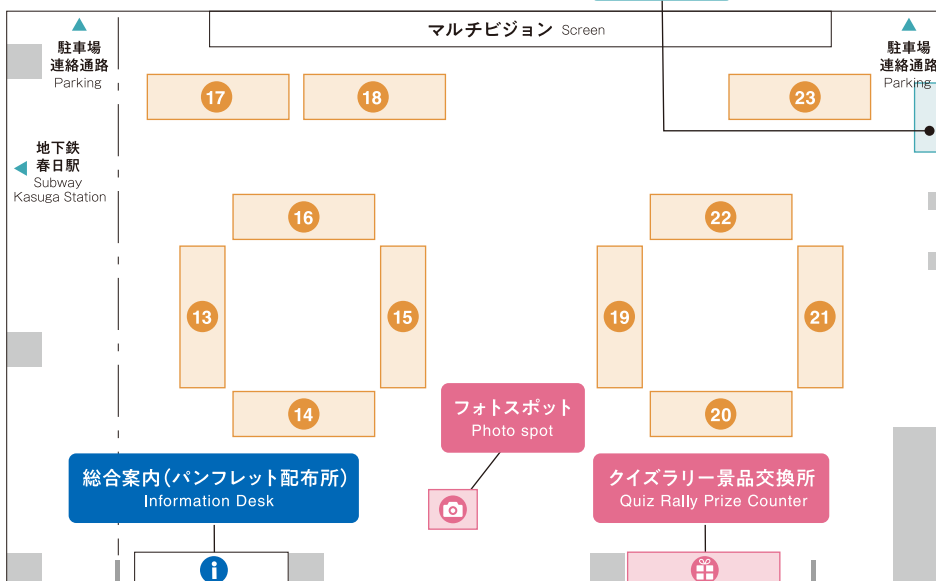 マルチビジョン Screen
駐車場
連絡通路
Parking
駐車場
連絡通路
Parking
17
18
23
地下鉄
春日駅
Subway
Kasuga Station
16
22
13
15
19
21
14
20
フォトスポット
Photo spot
総合案内(パンフレット配布所)
Information Desk
クイズラリー景品交換所
Quiz Rally Prize Counter
i